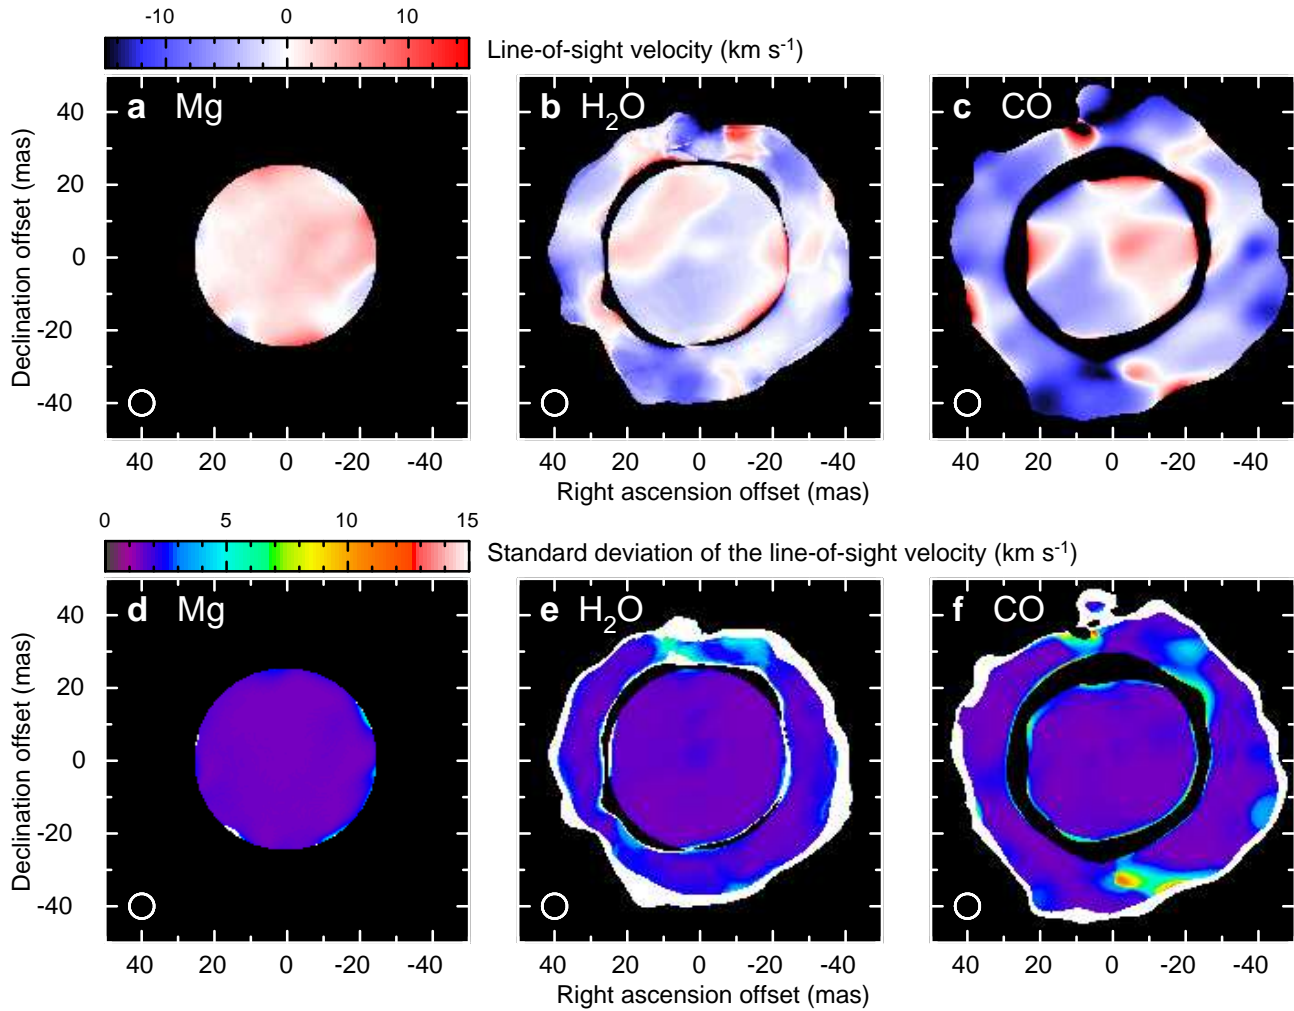 -10 0 10
Line-of-sight velocity (km s-1)
a Mg
b H2O
c CO
Declination offset (mas)
40
20
0
-20
-40
40 20 0 -20 -40
40 20 0 -20 -40
40 20 0 -20 -40
Right ascension offset (mas)
0 5 10 15
Standard deviation of the line-of-sight velocity (km s-1)
d Mg
e H2O
f CO
Declination offset (mas)
40
20
0
-20
-40
40 20 0 -20 -40
40 20 0 -20 -40
40 20 0 -20 -40
Right ascension offset (mas)